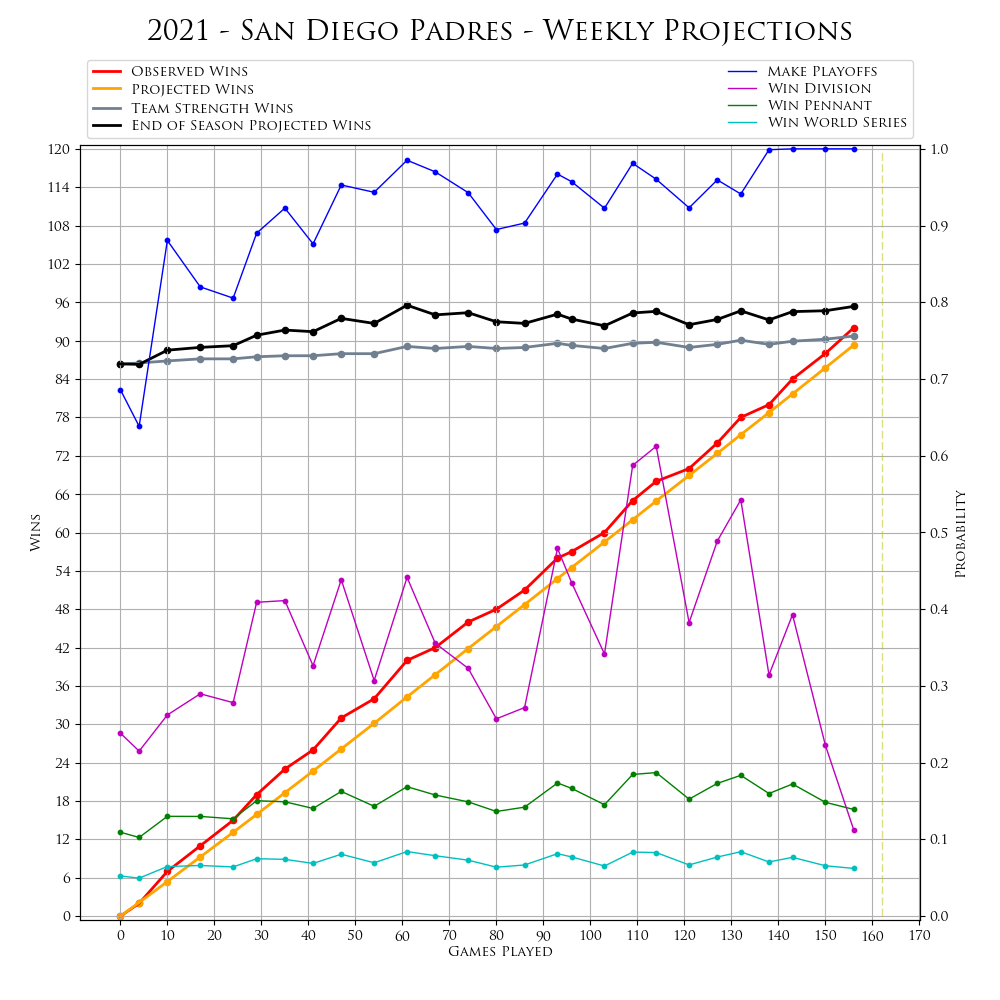 2021 - San Diego Padres - Weekly Projections
Observed Wins
Projected Wins
Team Strength Wins
End of Season Projected Wins
Make Playoffs
Win Division
Win Pennant
Win World Series
120
114
108
102
96
90
84
78
72
66
60
54
48
42
36
30
24
18
12
6
0
Wins
1.0
0.9
0.8
0.7
0.6
0.5
0.4
0.3
0.2
0.1
0.0
Probability
0 10 20 30 40 50 60 70 80 90 100 110 120 130 140 150 160 170
Games Played